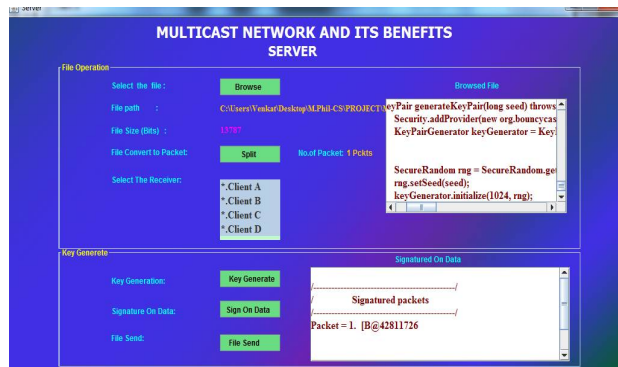 Server
MULTICAST NETWORK AND ITS BENEFITS
SERVER
File Operation
Select the file :
Browse
Browsed File
File path :
C:\Users\Venkat\Desktop\M.Phil-CS\PROJECT\
File Size (Bits) :
13787
File Convert to Packet:
Split
No.of Packet: 1 Pckts
Select The Receiver:
*.Client A
*.Client B
*.Client C
*.Client D
eyPair generateKeyPair(long seed) throws
Security.addProvider(new org.bouncycas
KeyPairGenerator keyGenerator = Key
SecureRandom rng = SecureRandom.ge
rng.setSeed(seed);
keyGenerator.initialize(1024, rng);
Key Generete
Signatured On Data
Key Generation:
Key Generate
Signature On Data:
Sign On Data
File Send:
File Send
/--------------------------------------/
/ Signatured packets
/--------------------------------------/
Packet = 1. [B@42811726